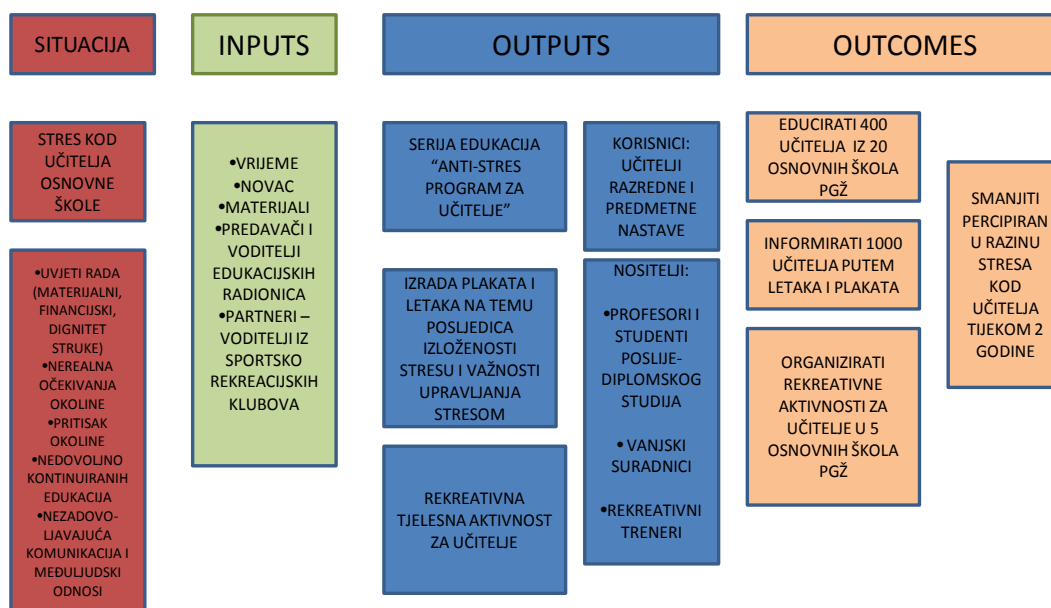 SITUACIJA
INPUTS
OUTPUTS
OUTCOMES
STRES KOD
UČITELJA
OSNOVNE
ŠKOLE
•UVJETI RADA
(MATERIJALNI,
FINANCIJSKI,
DIGNITET
STRUKE)
•NEREALNA
OČEKIVANJA
OKOLINE
•PRITISAK
OKOLINE
•NEDOVOLJNO
KONTINUIRANIH
EDUKACIJA
•NEZADOVO-
LJAVAJUĆA
KOMUNIKACIJA I
MEĐULJUDSKI
ODNOSI
•VRIJEME
•NOVAC
•MATERIJALI
•PREDAVAČI I
VODITELJI
EDUKACIJSKIH
RADIONICA
•PARTNERI –
VODITELJI IZ
SPORTSKO
REKREACIJSKIH
KLUBOVA
SERIJA EDUKACIJA
“ANTI-STRES
PROGRAM ZA
UČITELJE”
IZRADA PLAKATA I
LETAKA NA TEMU
POSLJEDICA
IZLOŽENOSTI
STRESU I VAŽNOSTI
UPRAVLJANJA
STRESOM
REKREATIVNA
TJELESNA AKTIVNOST
ZA UČITELJE
KORISNICI:
UČITELJI
RAZREDNE I
PREDMETNE
NASTAVE
NOSITELJI:
•PROFESORI I
STUDENTI
POSLIJE-
DIPLOMSKOG
STUDIJA
• VANJSKI
SURADNICI
•REKREATIVNI
TRENERI
EDUCIRATI 400
UČITELJA  IZ 20
OSNOVNIH ŠKOLA
PGŽ
INFORMIRATI 1000
UČITELJA PUTEM
LETAKA I PLAKATA
ORGANIZIRATI
REKREATIVNE
AKTIVNOSTI ZA
UČITELJE U 5
OSNOVNIH ŠKOLA
PGŽ
SMANJITI
PERCIPIRAN
U RAZINU
STRESA
KOD
UČITELJA
TIJEKOM 2
GODINE